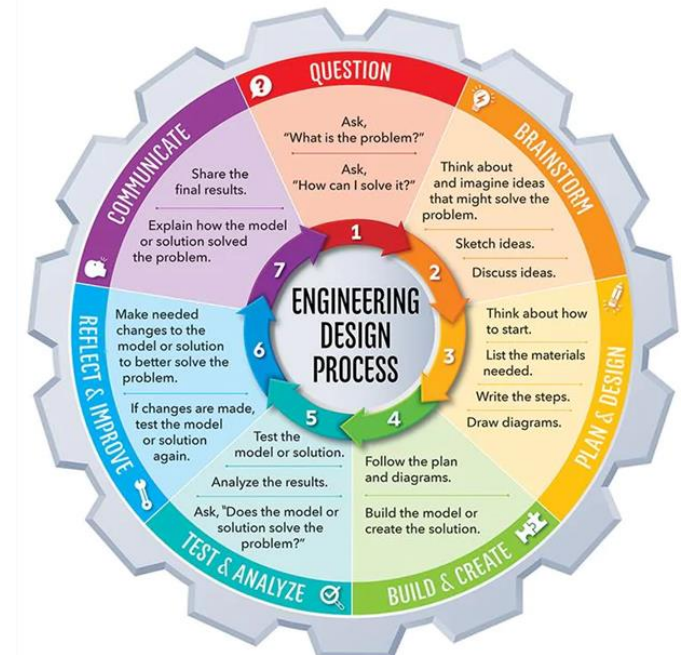 QUESTION
Ask,
“What is the problem?”
Ask,
“How can I solve it?”
BRAINSTORM
Think about
and imagine ideas
that might solve the
problem.
Sketch ideas.
Discuss ideas.
PLAN & DESIGN
Think about how
to start.
List the materials
needed.
Write the steps.
Draw diagrams.
BUILD & CREATE
Follow the plan
and diagrams.
Build the model or
create the solution.
TEST & ANALYZE
Test the
model or solution.
Analyze the results.
Ask, "Does the model or
solution solve the
problem?”
REFLECT & IMPROVE
Make needed
changes to the
model or solution
to better solve the
problem.
If changes are made,
test the model
or solution
again.
COMMUNICATE
Share the
final results.
Explain how the model
or solution solved
the problem.
1
2
3
4
5
6
7
ENGINEERING
DESIGN
PROCESS
?